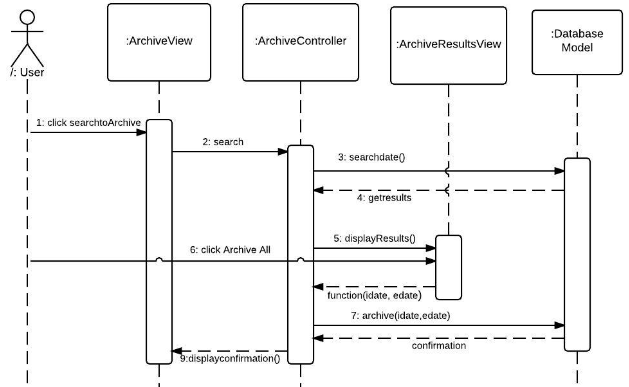 :ArchiveView
:ArchiveController
:ArchiveResultsView
:Database
Model
/: User
1: click searchtoArchive
2: search
3: searchdate()
4: getresults
5: displayResults()
6: click Archive All
function(idate, edate)
7: archive(idate,edate)
confirmation
9:displayconfirmation()